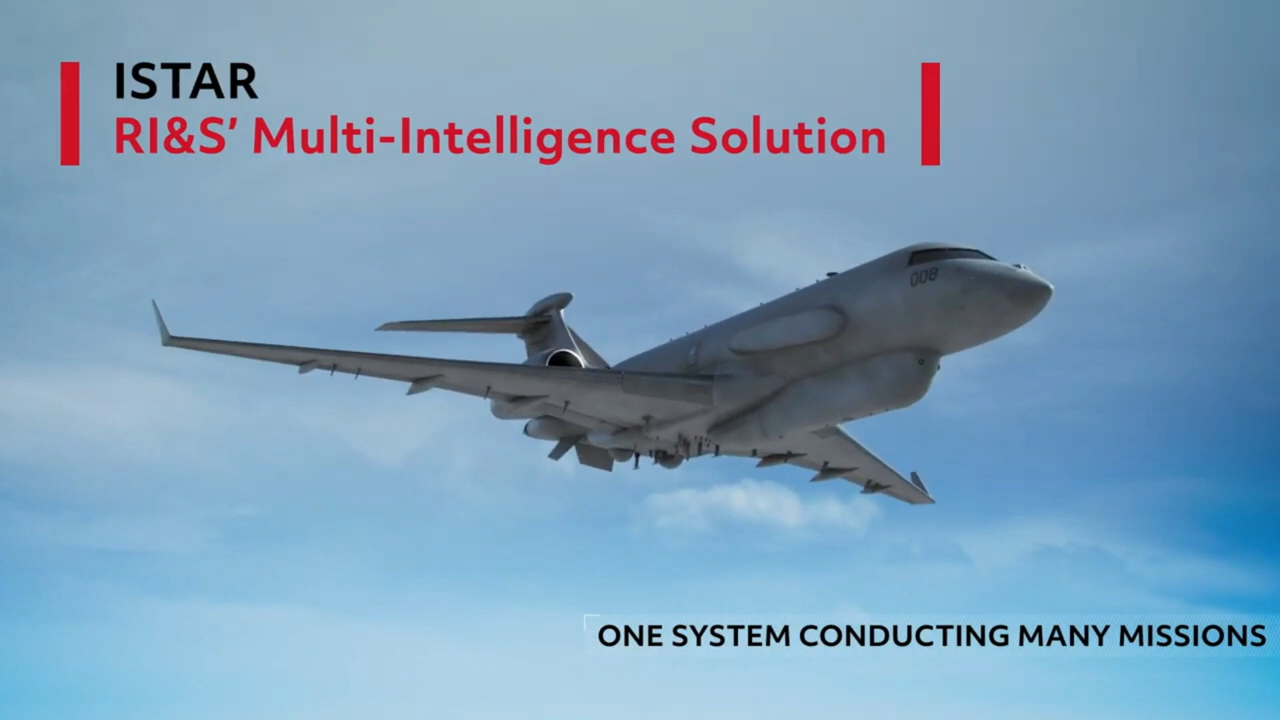 ISTAR
RI&S’ Multi-Intelligence Solution
008
ONE SYSTEM CONDUCTING MANY MISSIONS